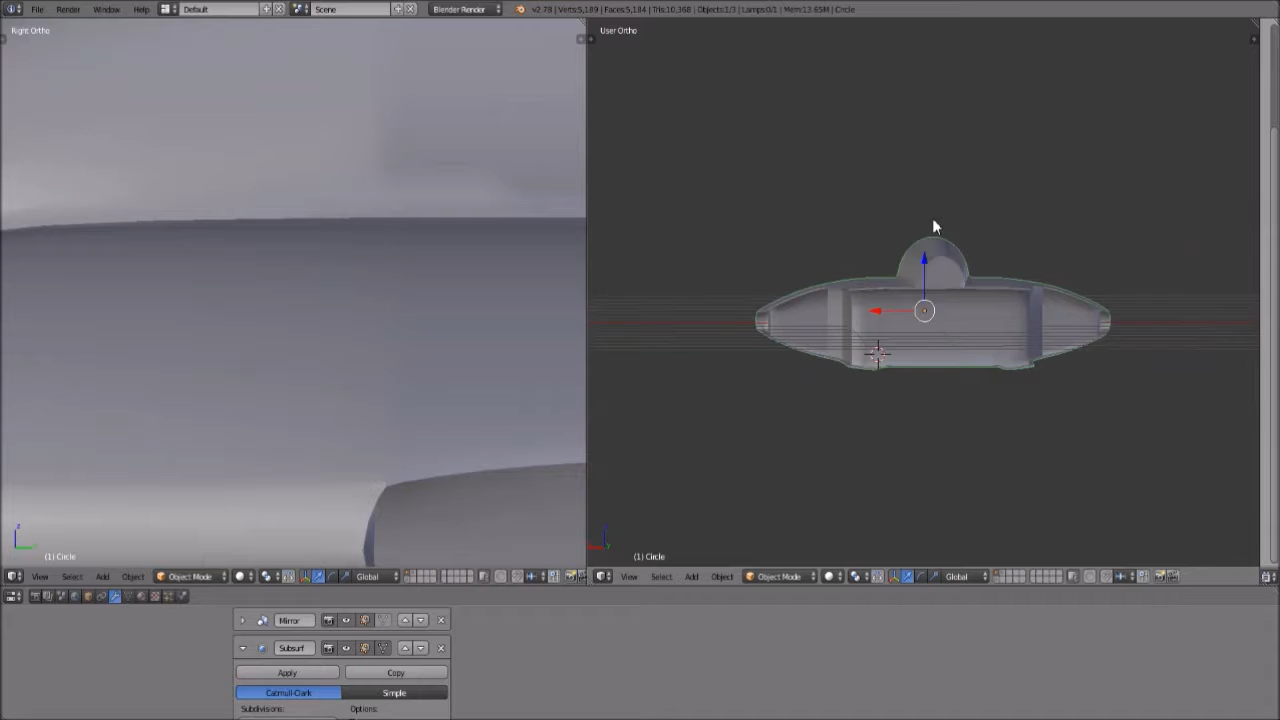 File Render Window Help Default Scene Blender Render v2.78 | Verts:5,189 | Faces:5,184 | Tris:10,368 | Objects:1/3 | Lamps:0/1 | Mem:13.65M | Circle
Right Ortho User Ortho
(1) Circle (1) Circle
View Select Add Object Object Mode Global View Select Add Object Object Mode Global
Mirror
Subsurf
Apply Copy
Catmull-Clark Simple
Subdivisions: Options: